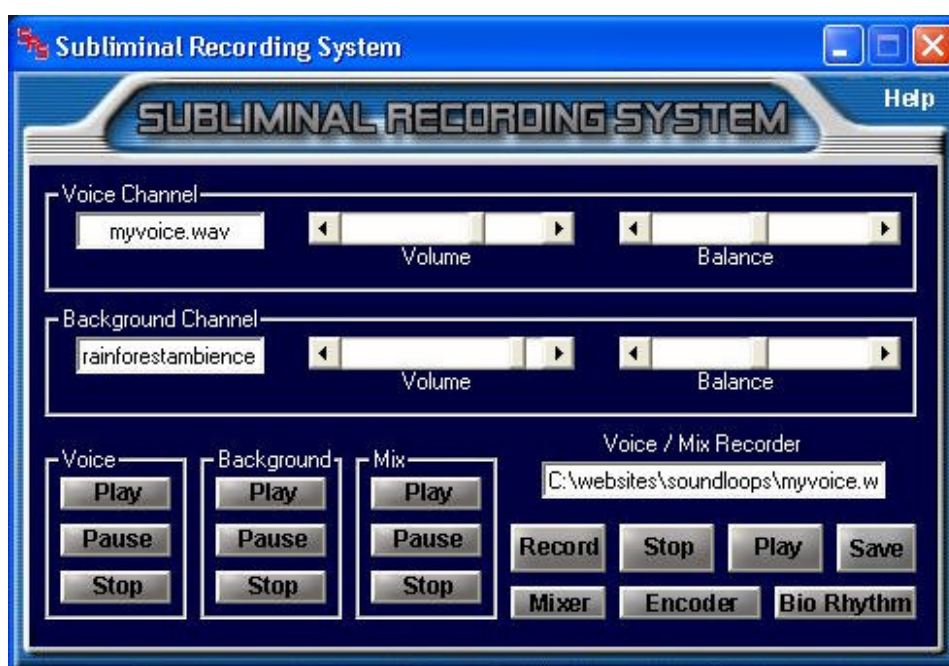 Subliminal Recording System
SUBLIMINAL RECORDING SYSTEM
Help
Voice Channel
myvoice.wav
Volume
Balance
Background Channel
rainforestambience
Volume
Balance
Voice
Play
Pause
Stop
Background
Play
Pause
Stop
Mix
Play
Pause
Stop
Voice / Mix Recorder
C:\websites\soundloops\myvoice.w
Record Stop Play Save
Mixer Encoder Bio Rhythm